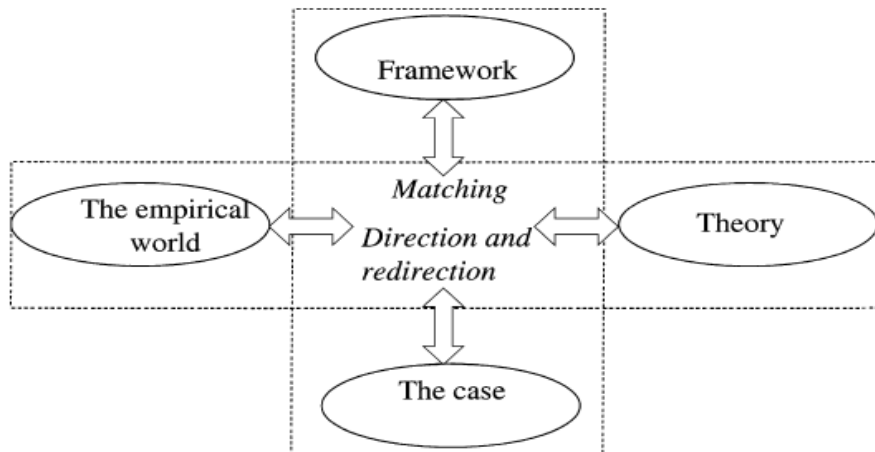 Framework
Matching
The empirical
world
Direction and
redirection
Theory
The case